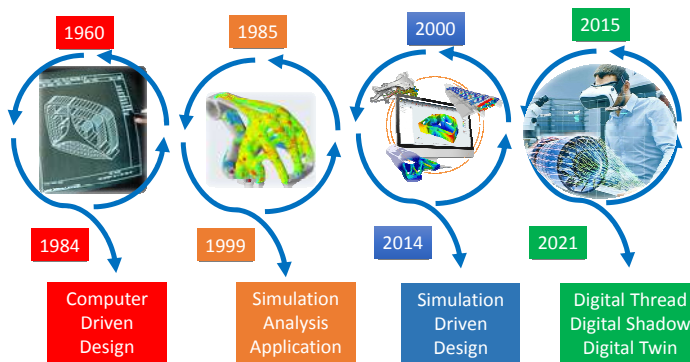 1960
1985
2000
2015
1984
1999
2014
2021
Computer
Driven
Design
Simulation
Analysis
Application
Simulation
Driven
Design
Digital Thread
Digital Shadow
Digital Twin